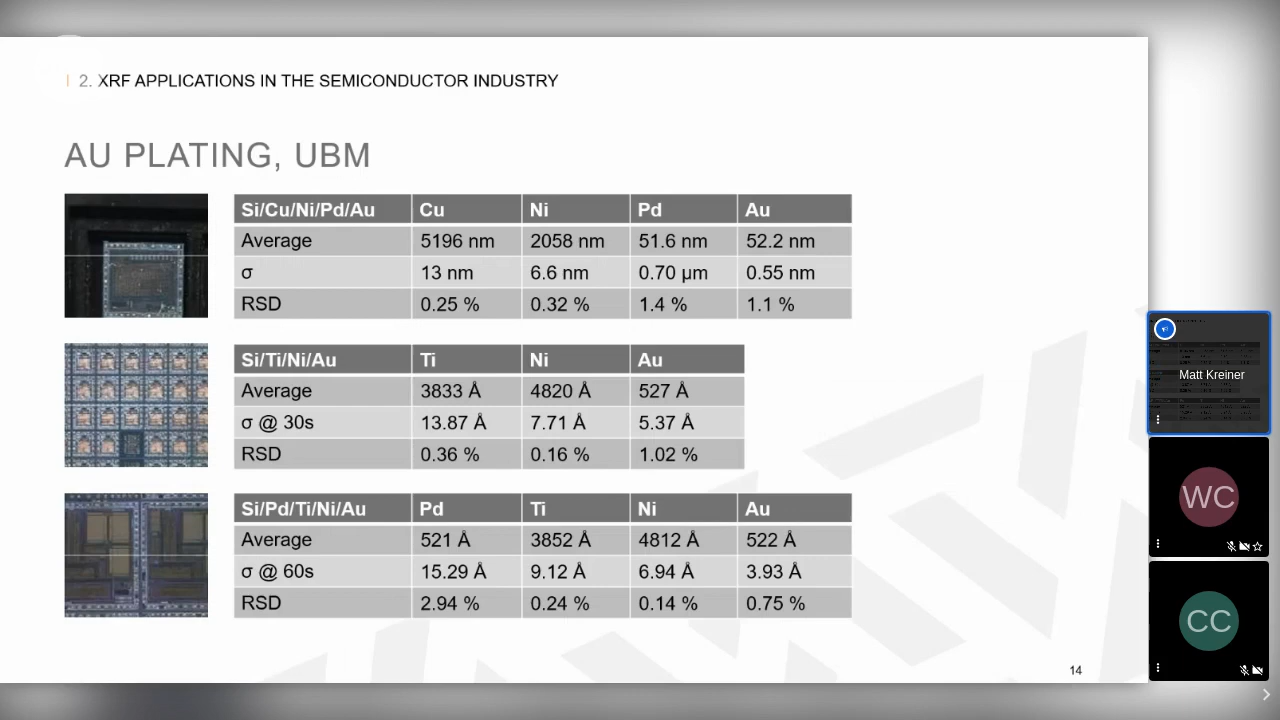 2. XRF APPLICATIONS IN THE SEMICONDUCTOR INDUSTRY
AU PLATING, UBM
Si/Cu/Ni/Pd/Au Cu Ni Pd Au
Average 5196 nm 2058 nm 51.6 nm 52.2 nm
σ 13 nm 6.6 nm 0.70 μm 0.55 nm
RSD 0.25 % 0.32 % 1.4 % 1.1 %
Si/Ti/Ni/Au Ti Ni Au
Average 3833 Å 4820 Å 527 Å
σ @ 30s 13.87 Å 7.71 Å 5.37 Å
RSD 0.36 % 0.16 % 1.02 %
Si/Pd/Ti/Ni/Au Pd Ti Ni Au
Average 521 Å 3852 Å 4812 Å 522 Å
σ @ 60s 15.29 Å 9.12 Å 6.94 Å 3.93 Å
RSD 2.94 % 0.24 % 0.14 % 0.75 %
14
Matt Kreiner
WC
CC